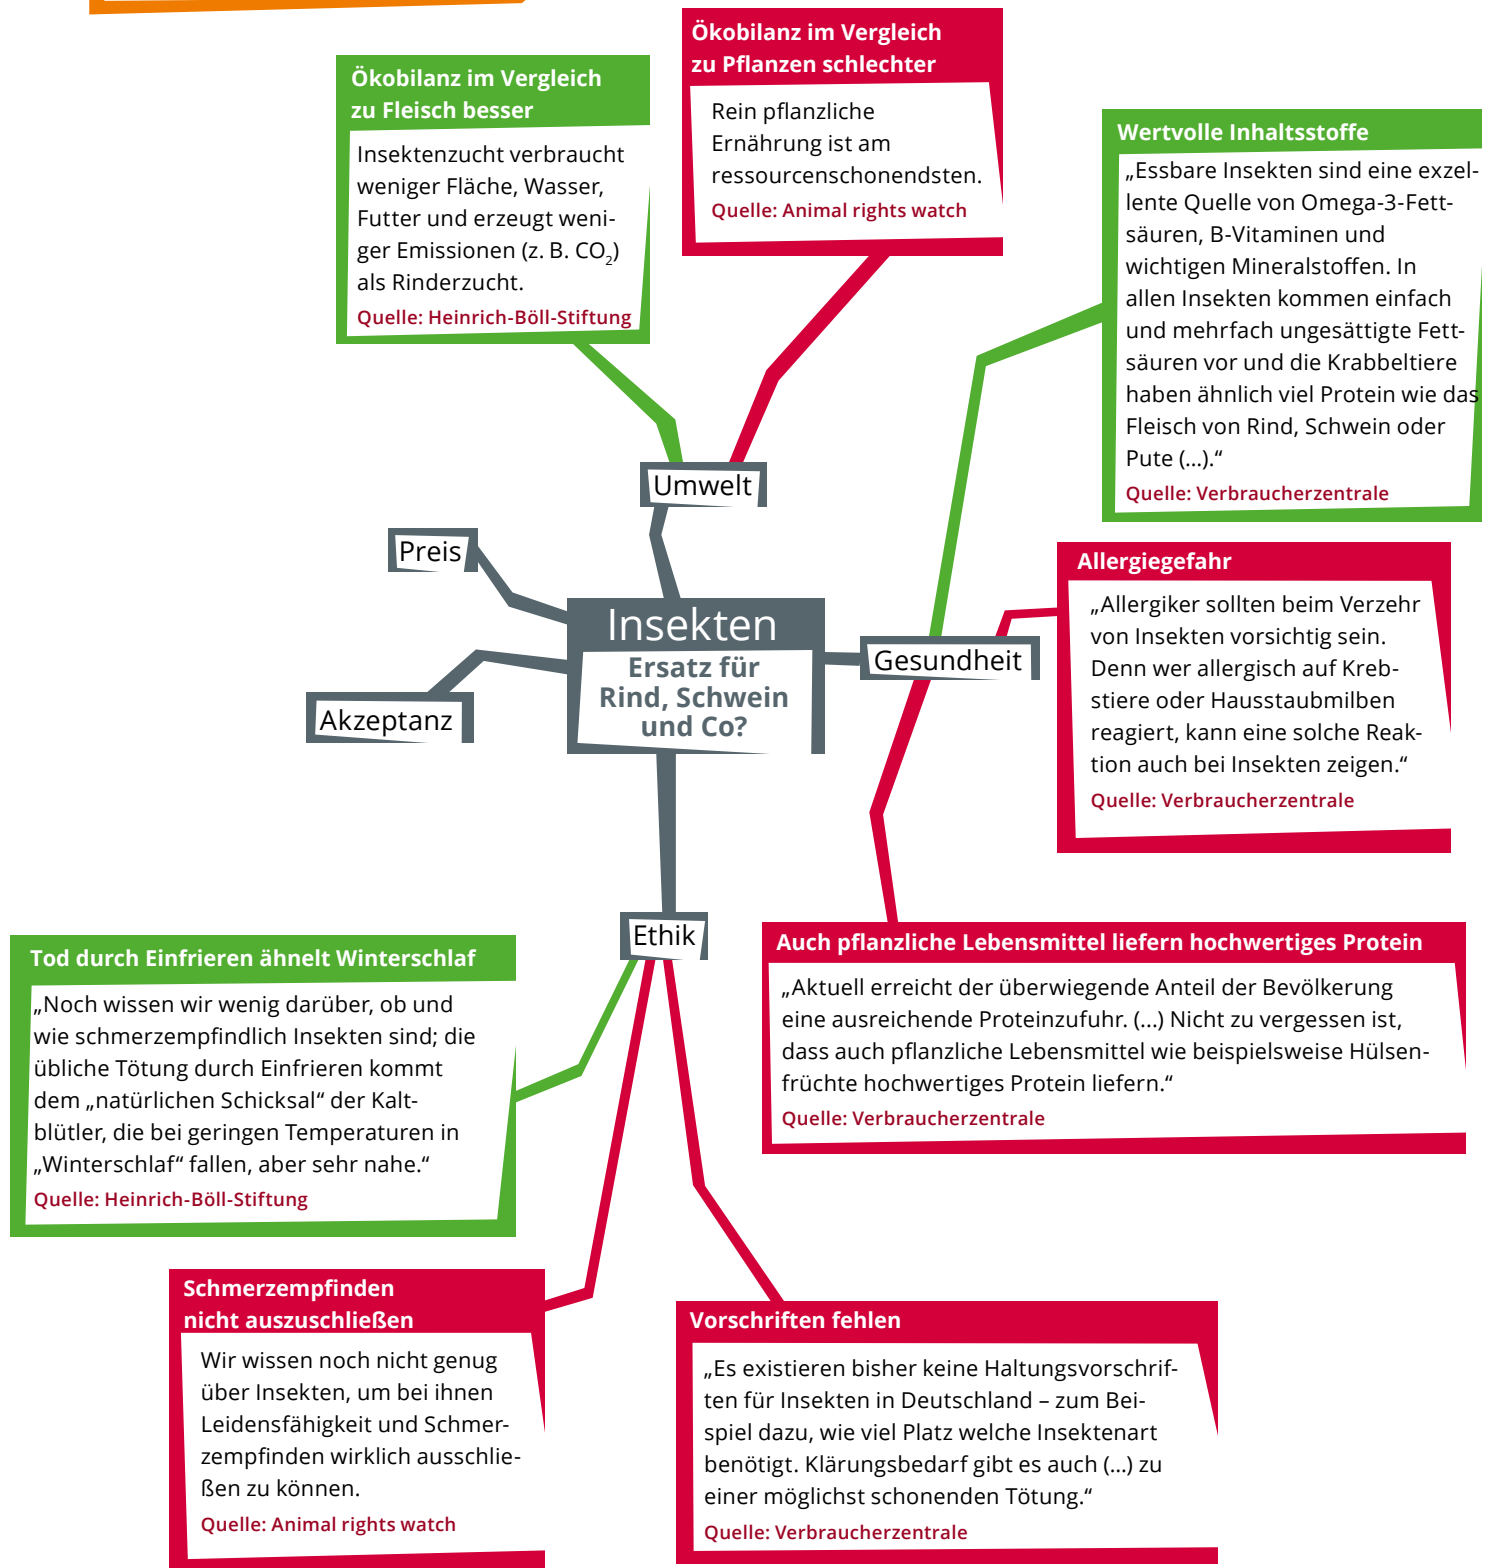 Ökobilanz im Vergleich
zu Pflanzen schlechter
Rein pflanzliche
Ernährung ist am
ressourcenschonendsten.
Quelle: Animal rights watch
Ökobilanz im Vergleich
zu Fleisch besser
Insektenzucht verbraucht
weniger Fläche, Wasser,
Futter und erzeugt weni-
ger Emissionen (z. B. CO₂)
als Rinderzucht.
Quelle: Heinrich-Böll-Stiftung
Wertvolle Inhaltsstoffe
„Essbare Insekten sind eine exzel-
lente Quelle von Omega-3-Fett-
säuren, B-Vitaminen und
wichtigen Mineralstoffen. In
allen Insekten kommen einfach
und mehrfach ungesättigte Fett-
säuren vor und die Krabbeltiere
haben ähnlich viel Protein wie das
Fleisch von Rind, Schwein oder
Pute (...).“
Quelle: Verbraucherzentrale
Umwelt
Preis
Insekten
Ersatz für
Rind, Schwein
und Co?
Gesundheit
Akzeptanz
Allergiegefahr
„Allergiker sollten beim Verzehr
von Insekten vorsichtig sein.
Denn wer allergisch auf Kreb-
stiere oder Hausstaubmilben
reagiert, kann eine solche Reak-
tion auch bei Insekten zeigen.“
Quelle: Verbraucherzentrale
Ethik
Auch pflanzliche Lebensmittel liefern hochwertiges Protein
„Aktuell erreicht der überwiegende Anteil der Bevölkerung
eine ausreichende Proteinzufuhr. (...) Nicht zu vergessen ist,
dass auch pflanzliche Lebensmittel wie beispielsweise Hülsen-
früchte hochwertiges Protein liefern.“
Quelle: Verbraucherzentrale
Tod durch Einfrieren ähnelt Winterschlaf
„Noch wissen wir wenig darüber, ob und
wie schmerzempfindlich Insekten sind; die
übliche Tötung durch Einfrieren kommt
dem „natürlichen Schicksal“ der Kalt-
blütler, die bei geringen Temperaturen in
„Winterschlaf“ fallen, aber sehr nahe.“
Quelle: Heinrich-Böll-Stiftung
Schmerzempfinden
nicht auszuschließen
Wir wissen noch nicht genug
über Insekten, um bei ihnen
Leidensfähigkeit und Schmer-
zempfinden wirklich ausschlie-
ßen zu können.
Quelle: Animal rights watch
Vorschriften fehlen
„Es existieren bisher keine Haltungsvorschrif-
ten für Insekten in Deutschland – zum Bei-
spiel dazu, wie viel Platz welche Insektenart
benötigt. Klärungsbedarf gibt es auch (...) zu
einer möglichst schonenden Tötung.“
Quelle: Verbraucherzentrale